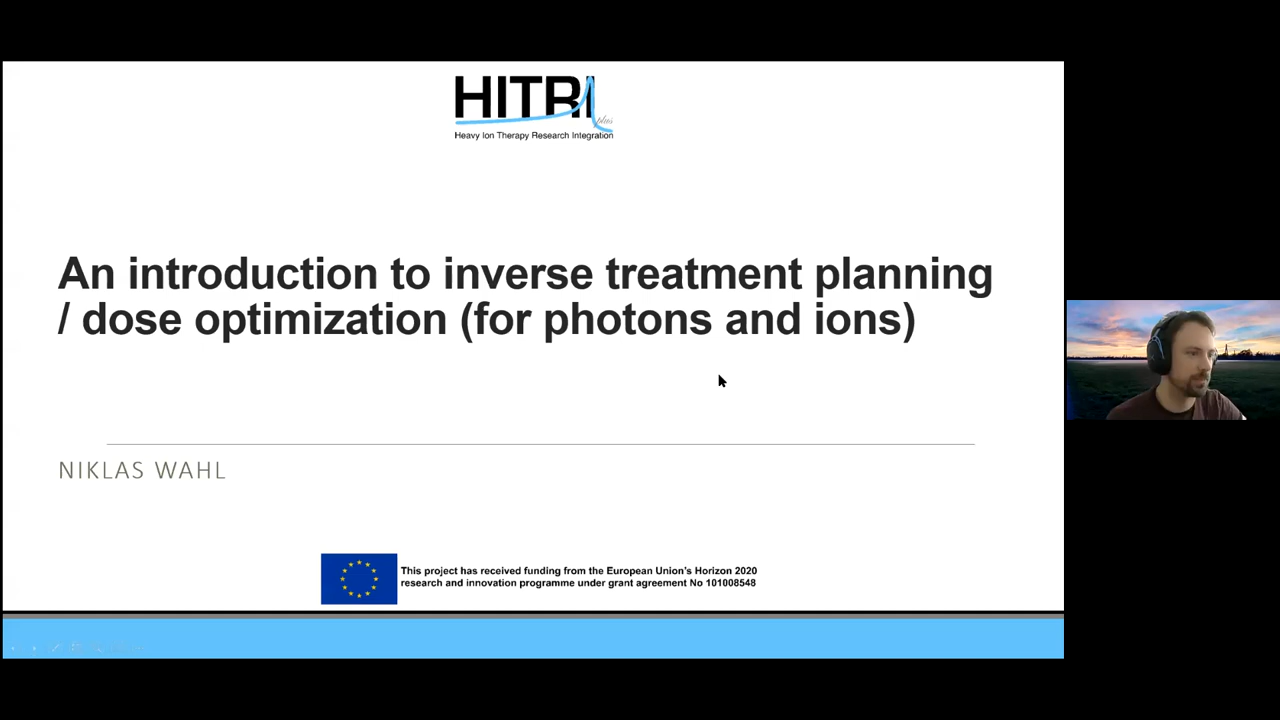 HITRI
plus
Heavy Ion Therapy Research Integration
An introduction to inverse treatment planning
/ dose optimization (for photons and ions)
NIKLAS WAHL
This project has received funding from the European Union's Horizon 2020
research and innovation programme under grant agreement No 101008548